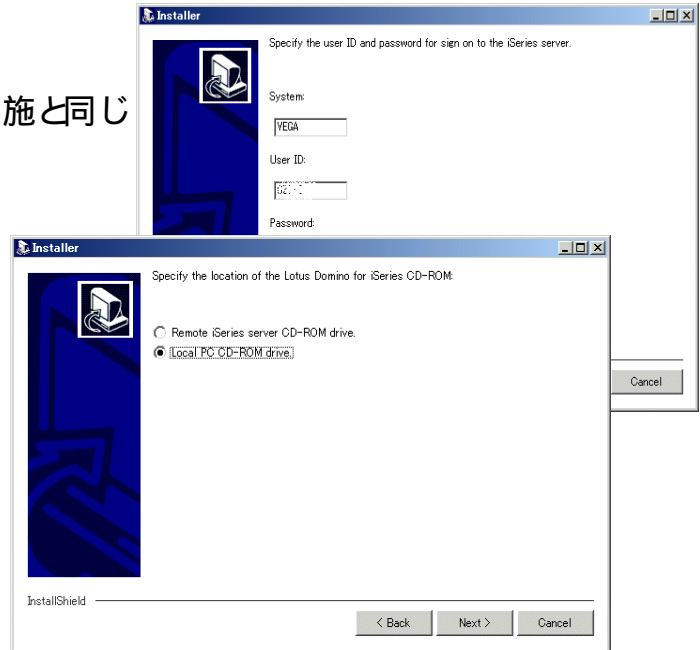 Installer
Specify the user ID and password for sign on to the iSeries server.
施と同じ
System:
VEGA
User ID:
Password:
Cancel
Installer
Specify the location of the Lotus Domino for iSeries CD-ROM:
Remote iSeries server CD-ROM drive.
Local PC CD-ROM drive.
InstallShield
< Back
Next >
Cancel